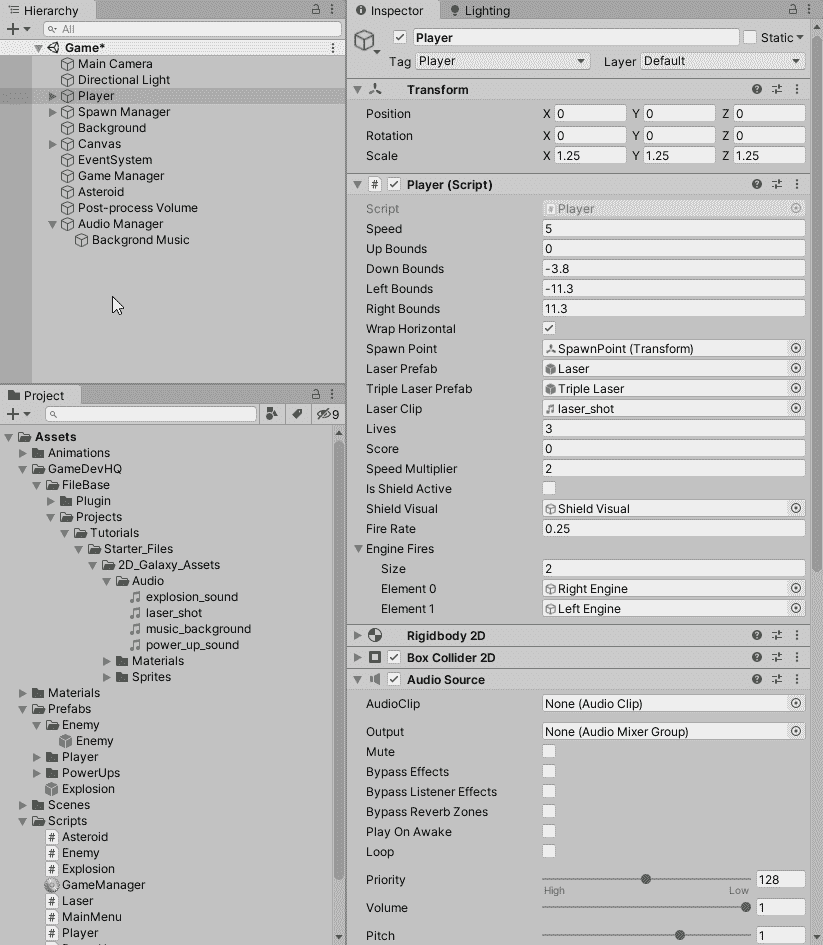 Hierarchy
All
Game*
Main Camera
Directional Light
Player
Spawn Manager
Background
Canvas
EventSystem
Game Manager
Asteroid
Post-process Volume
Audio Manager
Backgrond Music
Project
9
Assets
Animations
GameDevHQ
FileBase
Plugin
Projects
Tutorials
Starter_Files
2D_Galaxy_Assets
Audio
explosion_sound
laser_shot
music_background
power_up_sound
Materials
Sprites
Materials
Prefabs
Enemy
Enemy
Player
PowerUps
Explosion
Scenes
Scripts
Asteroid
Enemy
Explosion
GameManager
Laser
MainMenu
Player
Inspector Lighting
Player Static
Tag Player Layer Default
Transform
Position X 0 Y 0 Z 0
Rotation X 0 Y 0 Z 0
Scale X 1.25 Y 1.25 Z 1.25
# Player (Script)
Script # Player
Speed 5
Up Bounds 0
Down Bounds -3.8
Left Bounds -11.3
Right Bounds 11.3
Wrap Horizontal
Spawn Point SpawnPoint (Transform)
Laser Prefab Laser
Triple Laser Prefab Triple Laser
Laser Clip laser_shot
Lives 3
Score 0
Speed Multiplier 2
Is Shield Active
Shield Visual Shield Visual
Fire Rate 0.25
Engine Fires
Size 2
Element 0 Right Engine
Element 1 Left Engine
Rigidbody 2D
Box Collider 2D
Audio Source
AudioClip None (Audio Clip)
Output None (Audio Mixer Group)
Mute
Bypass Effects
Bypass Listener Effects
Bypass Reverb Zones
Play On Awake
Loop
Priority 128
High Low
Volume 1
Pitch 1